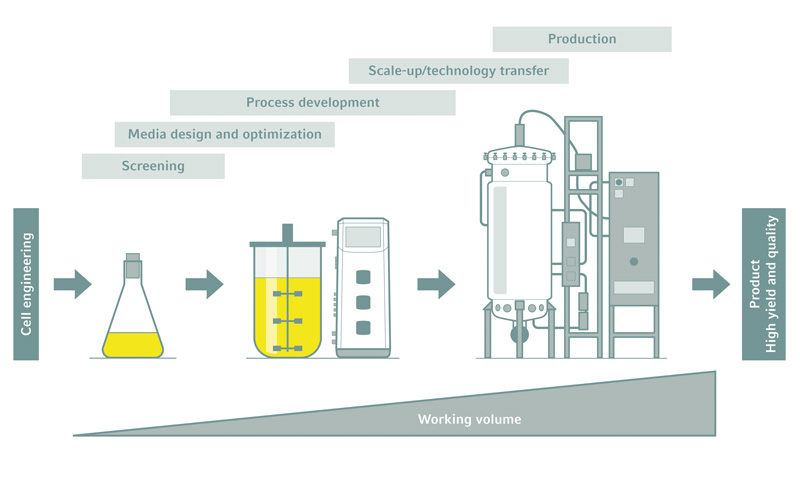 Production
Scale-up/technology transfer
Process development
Media design and optimization
Screening
Cell engineering
Product
High yield and quality
Working volume